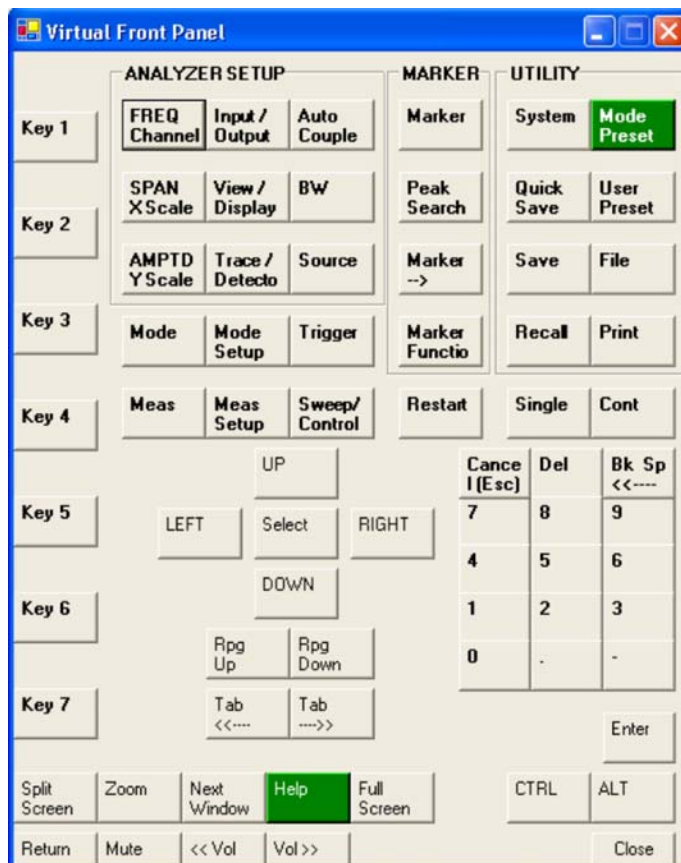 Virtual Front Panel
ANALYZER SETUP
MARKER
UTILITY
Key 1
FREQ
Channel
Input /
Output
Auto
Couple
Marker
System
Mode
Preset
Key 2
SPAN
X Scale
View /
Display
BW
Peak
Search
Quick
Save
User
Preset
Key 3
AMPTD
Y Scale
Trace /
Detecto
Source
Marker
-->
Save
File
Mode
Mode
Setup
Trigger
Marker
Functio
Recall
Print
Key 4
Meas
Meas
Setup
Sweep/
Control
Restart
Single
Cont
Key 5
UP
LEFT
Select
RIGHT
DOWN
Cance
l (Esc)
Del
Bk Sp
<<----
7
8
9
4
5
6
1
2
3
0
.
-
Key 6
Rpg
Up
Rpg
Down
Key 7
Tab
<<----
Tab
---->>
Enter
Split
Screen
Zoom
Next
Window
Help
Full
Screen
CTRL
ALT
Return
Mute
<< Vol
Vol >>
Close